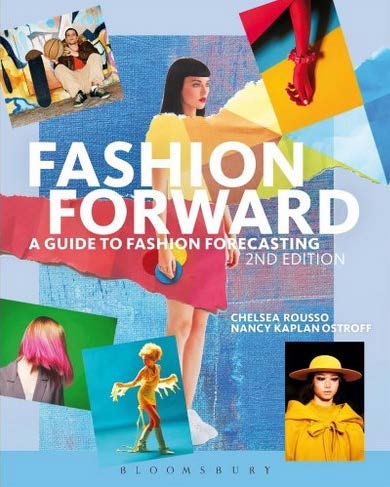 FASHION
FORWARD
A GUIDE TO FASHION FORECASTING
2ND EDITION
CHELSEA ROUSSO
NANCY KAPLAN OSTROFF
BLOOMSBURY